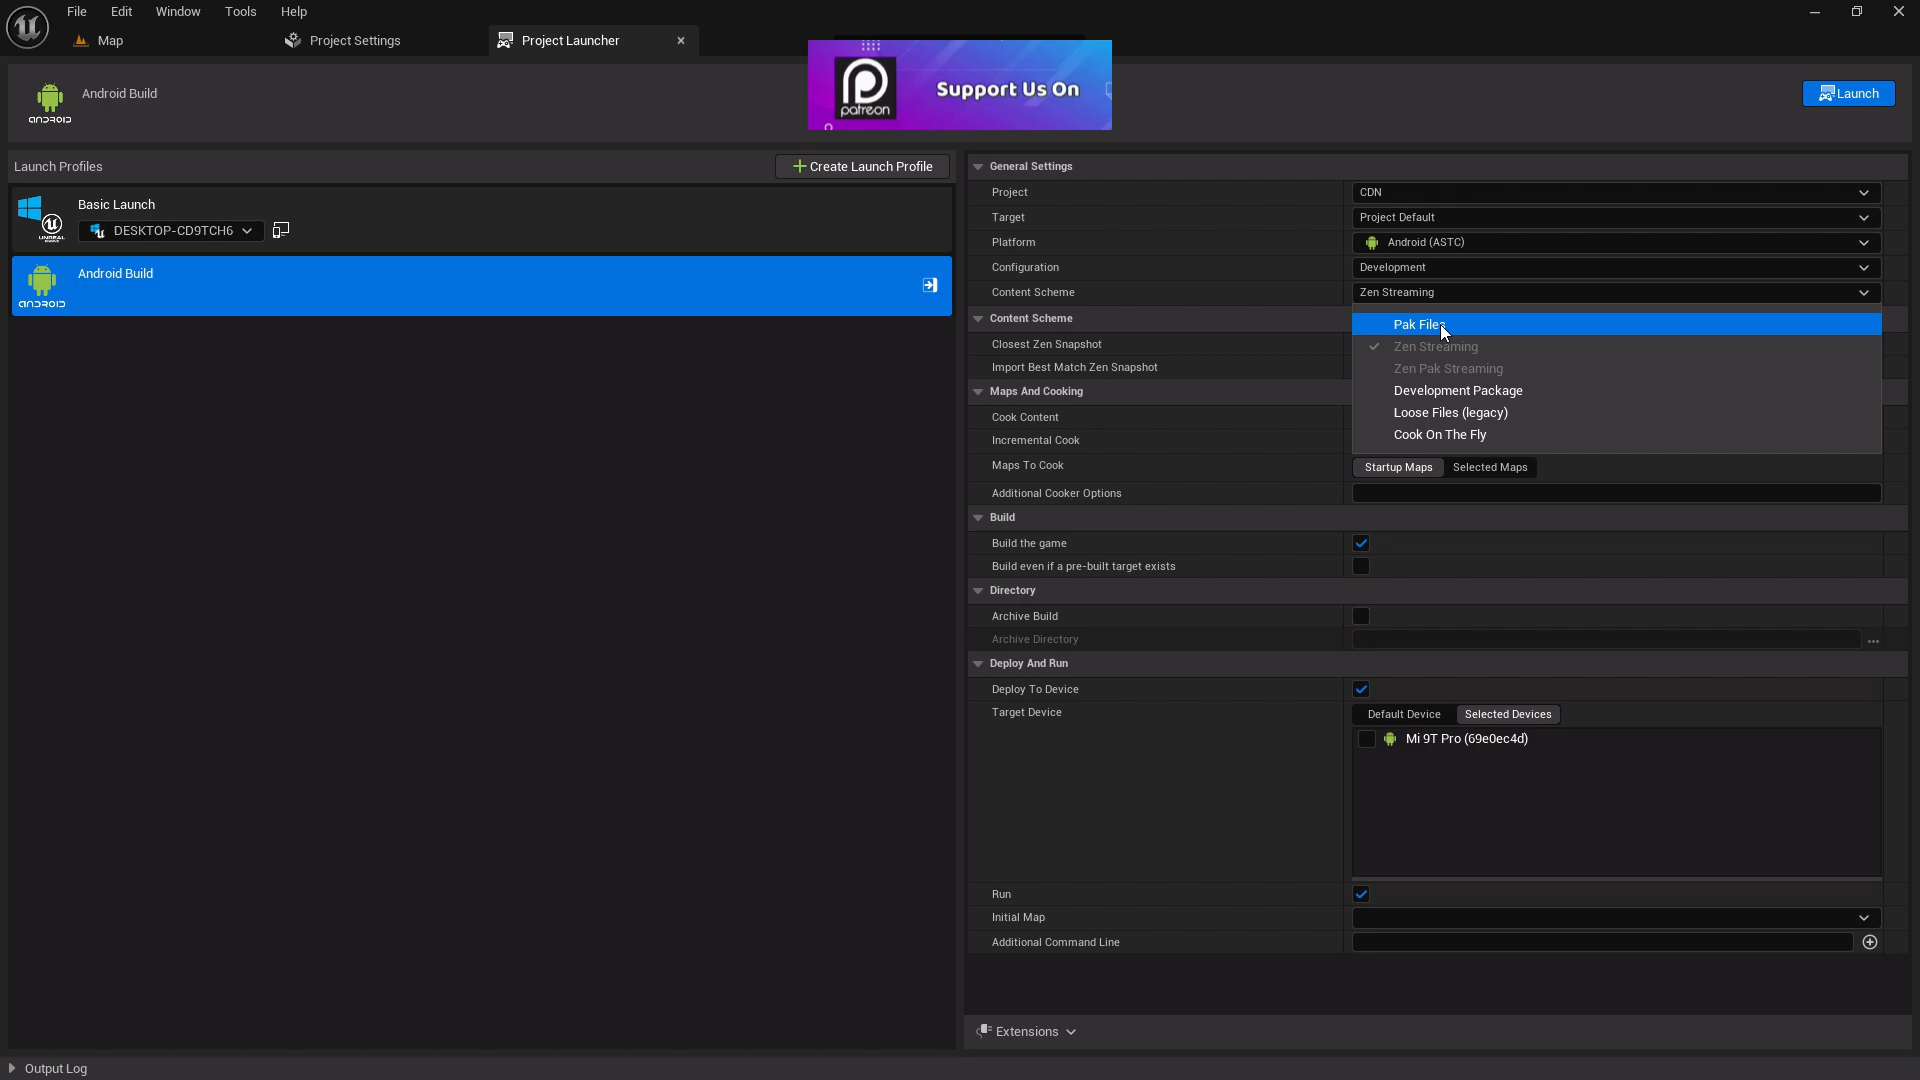 File Edit Window Tools Help
Map Project Settings Project Launcher
Android Build
android
patreon
Support Us On
Launch
Launch Profiles
Create Launch Profile
Basic Launch
DESKTOP-CD9TCH6
UNREAL
Android Build
android
General Settings
Project CDN
Target Project Default
Platform Android (ASTC)
Configuration Development
Content Scheme Zen Streaming
Pak Files
Zen Streaming
Zen Pak Streaming
Development Package
Loose Files (legacy)
Cook On The Fly
Content Scheme
Closest Zen Snapshot
Import Best Match Zen Snapshot
Maps And Cooking
Cook Content
Incremental Cook
Maps To Cook Startup Maps Selected Maps
Additional Cooker Options
Build
Build the game
Build even if a pre-built target exists
Directory
Archive Build
Archive Directory ...
Deploy And Run
Deploy To Device
Target Device Default Device Selected Devices
Mi 9T Pro (69e0ec4d)
Run
Initial Map
Additional Command Line
Extensions
Output Log